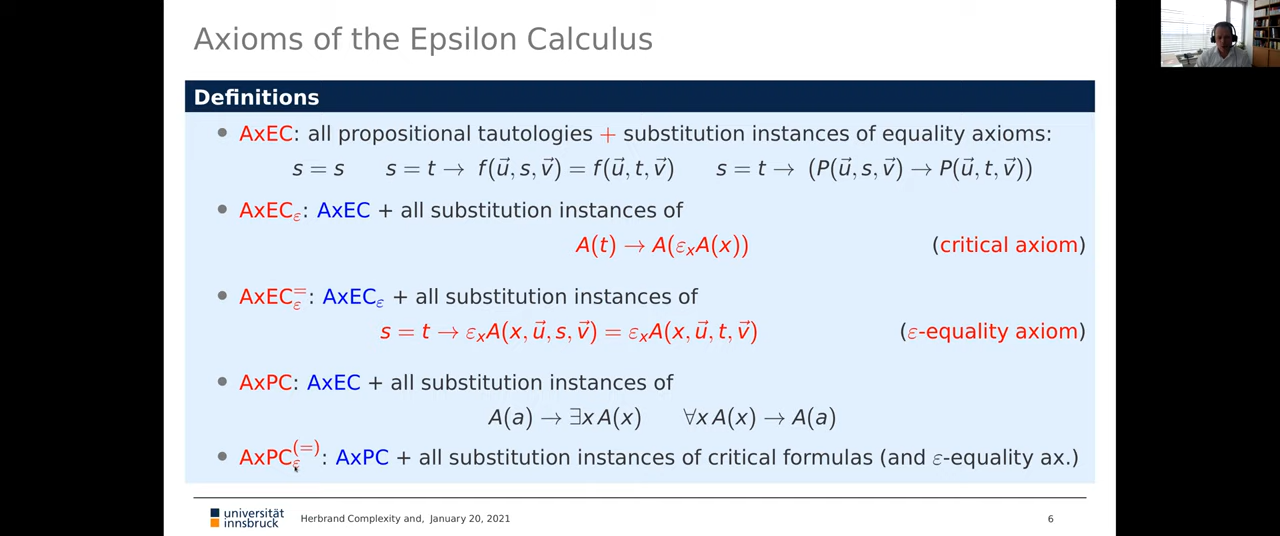 Axioms of the Epsilon Calculus
Definitions
• AxEC: all propositional tautologies + substitution instances of equality axioms:
s = s s = t → f(u⃗, s, v⃗) = f(u⃗, t, v⃗) s = t → (P(u⃗, s, v⃗) → P(u⃗, t, v⃗))
• AxEC_ε: AxEC + all substitution instances of
A(t) → A(ε_x A(x)) (critical axiom)
• AxEC_ε^=: AxEC_ε + all substitution instances of
s = t → ε_x A(x, u⃗, s, v⃗) = ε_x A(x, u⃗, t, v⃗) (ε-equality axiom)
• AxPC: AxEC + all substitution instances of
A(a) → ∃x A(x) ∀x A(x) → A(a)
• AxPC_ε^(=): AxPC + all substitution instances of critical formulas (and ε-equality ax.)
universität
innsbruck
Herbrand Complexity and, January 20, 2021
6